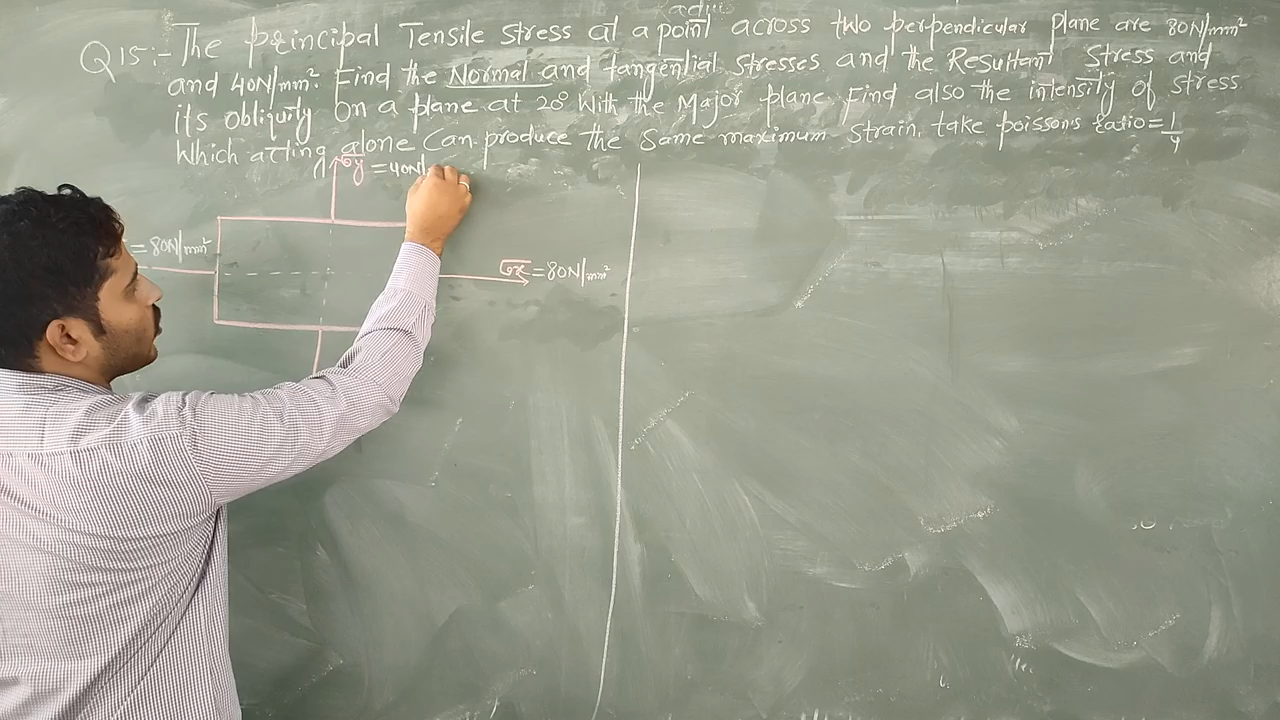 Q15:- The principal Tensile stress at a point across two perpendicular plane are 80N/mm²
and 40N/mm². Find the Normal and tangential stresses and the Resultant Stress and
its obliquity on a plane at 20° With the Major plane. Find also the intensity of stress
Which acting alone Can produce the same maximum strain. take poisson's ratio = 1/4
σy = 40N/
= 80N/mm²
σx = 80N/mm²